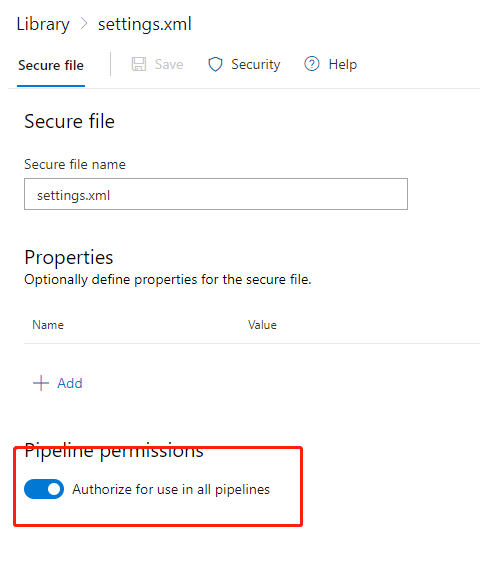 Library > settings.xml
Secure file Save Security ? Help
Secure file
Secure file name
settings.xml
Properties
Optionally define properties for the secure file.
Name Value
+ Add
Pipeline permissions
Authorize for use in all pipelines